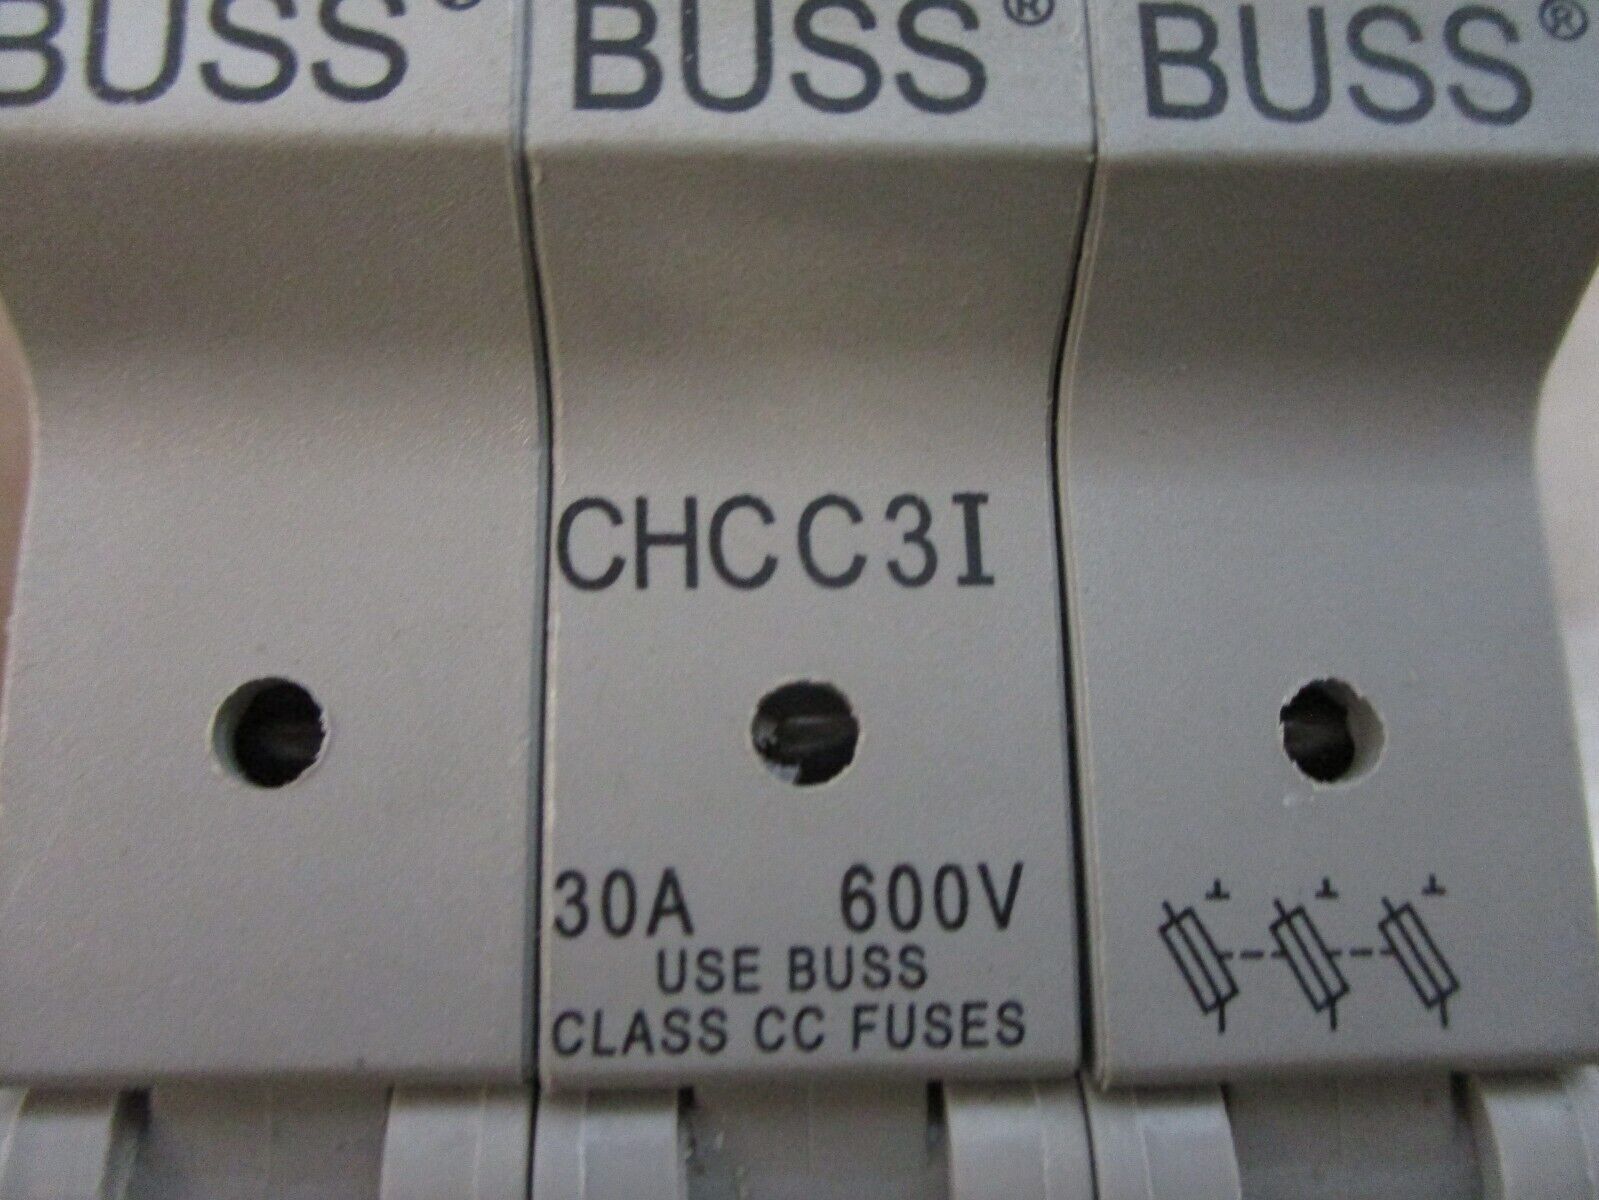 BUSS® BUSS® BUSS®
CHCC3I
30A 600V
USE BUSS
CLASS CC FUSES